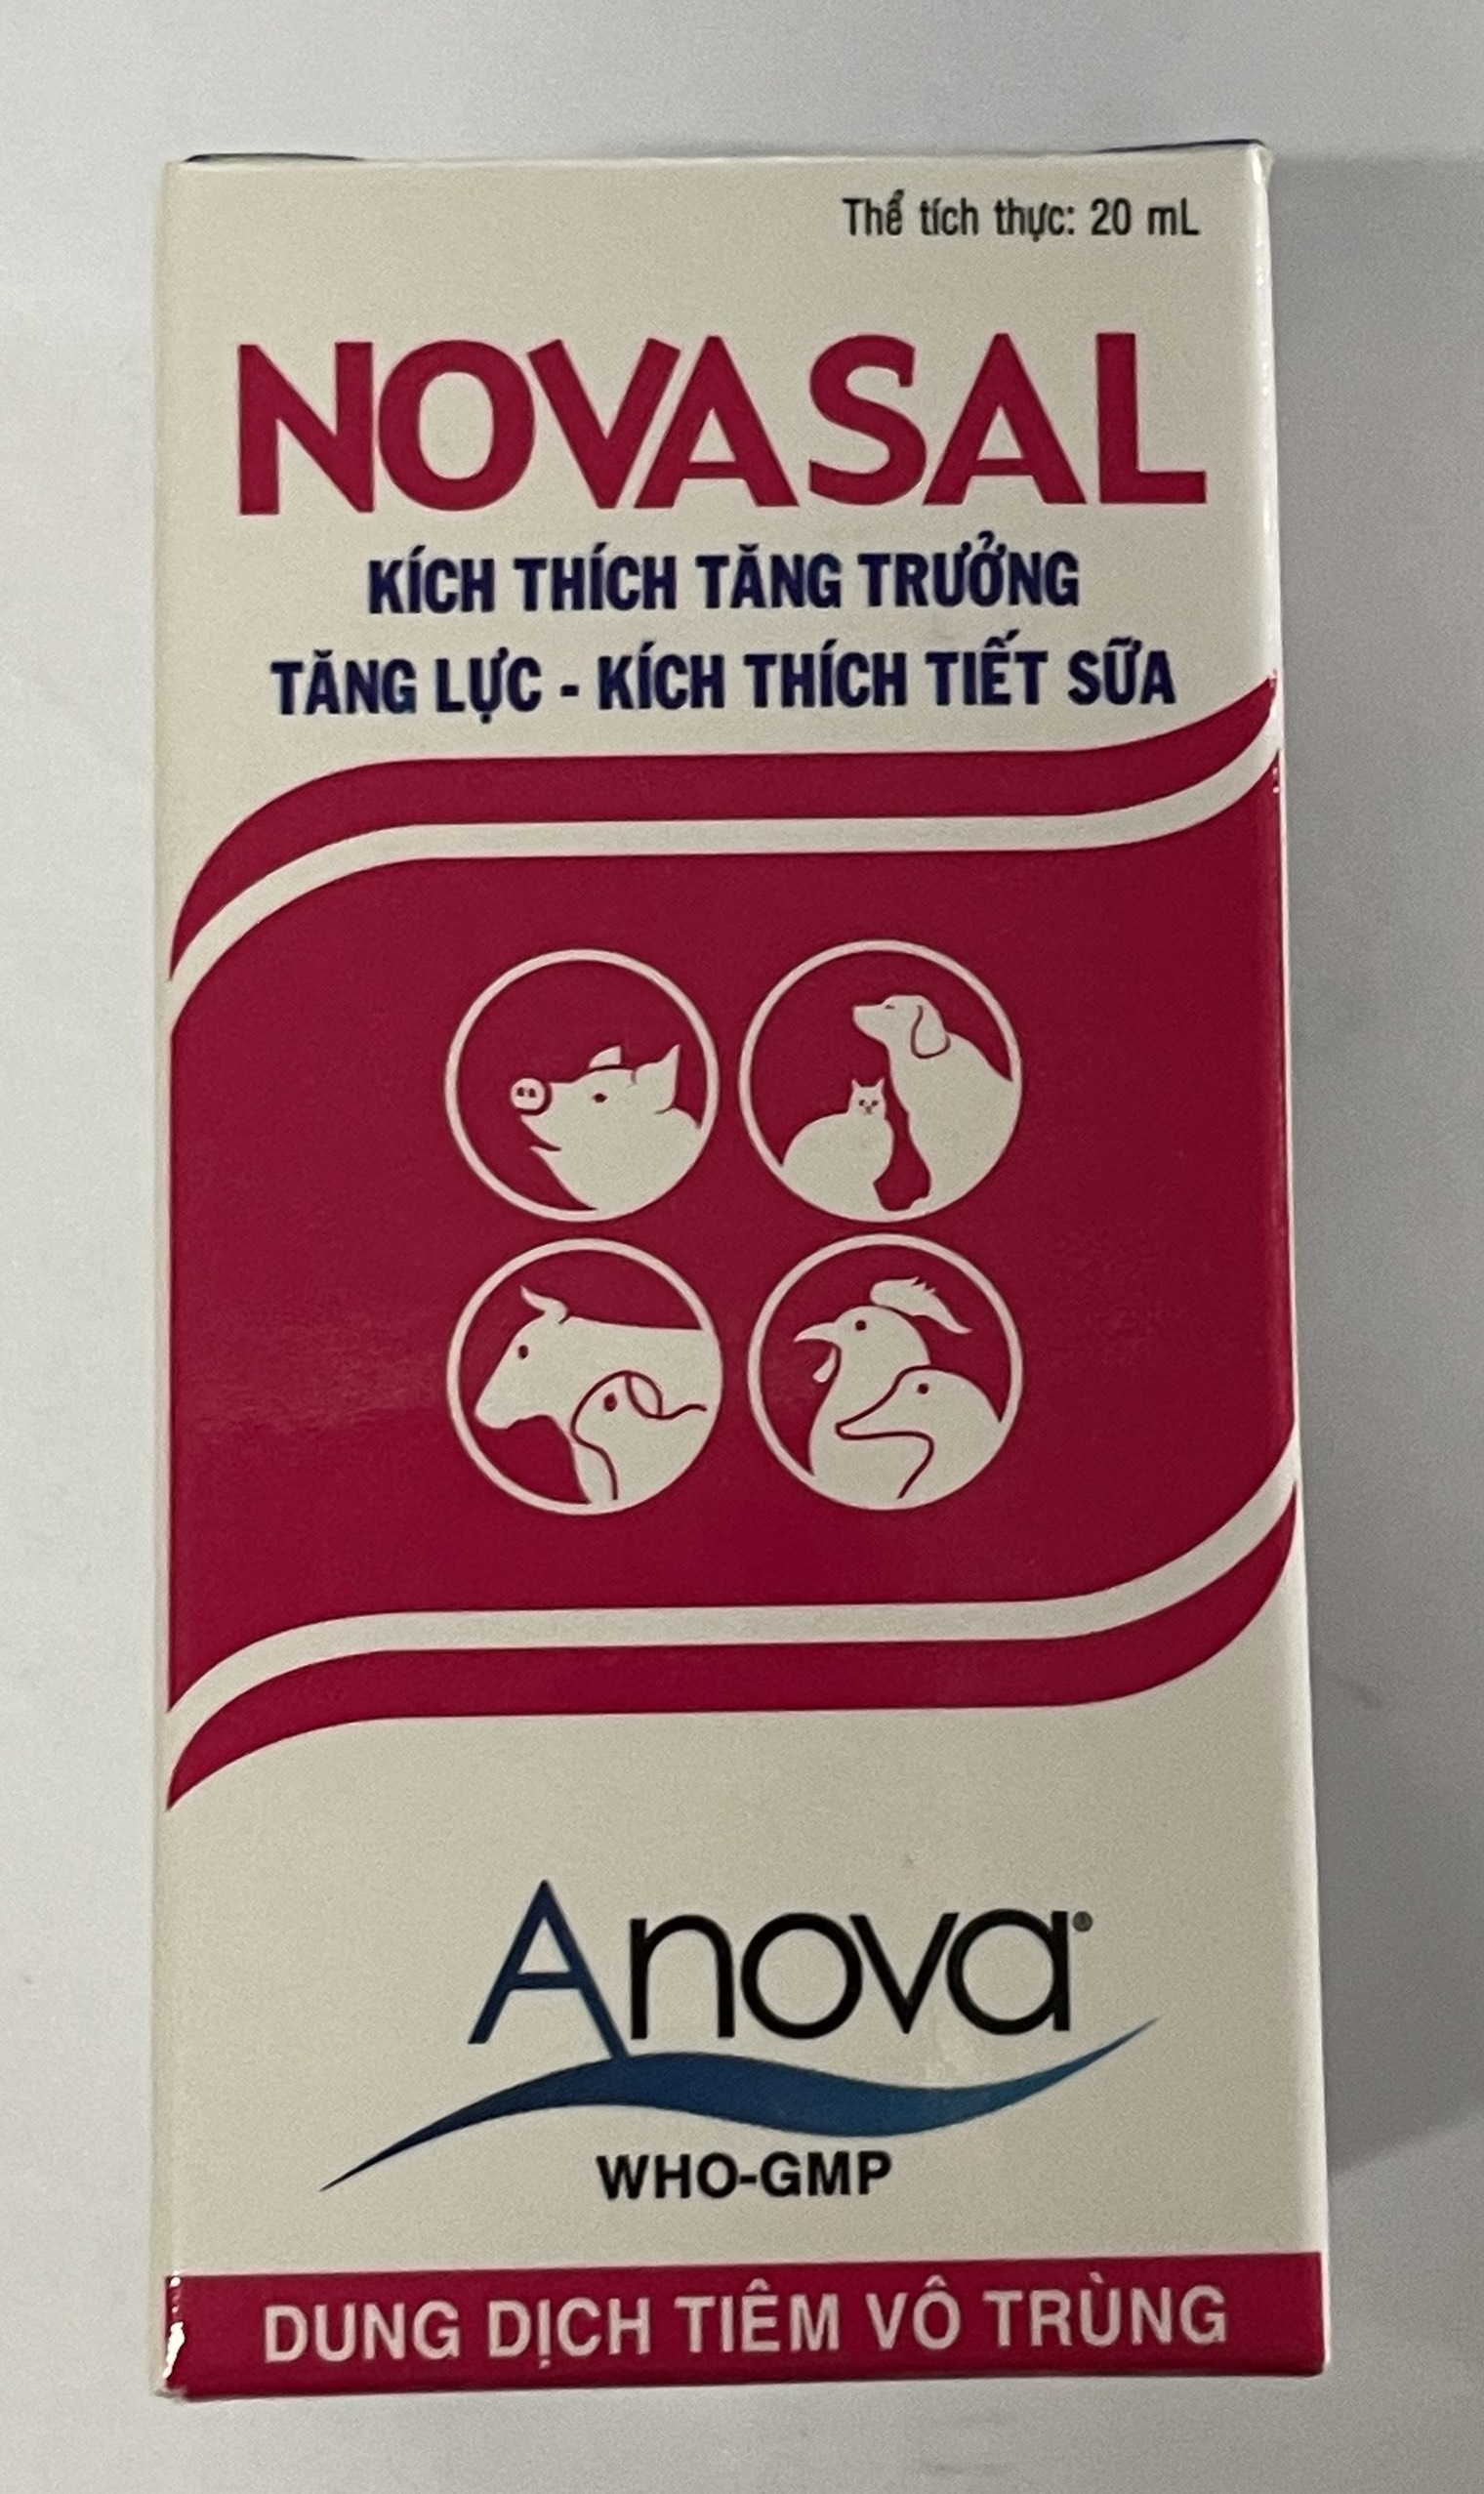 Thể tích thực: 20 mL
NOVASAL
KÍCH THÍCH TĂNG TRƯỞNG
TĂNG LỰC - KÍCH THÍCH TIẾT SỮA
Anova®
WHO-GMP
DUNG DỊCH TIÊM VÔ TRÙNG